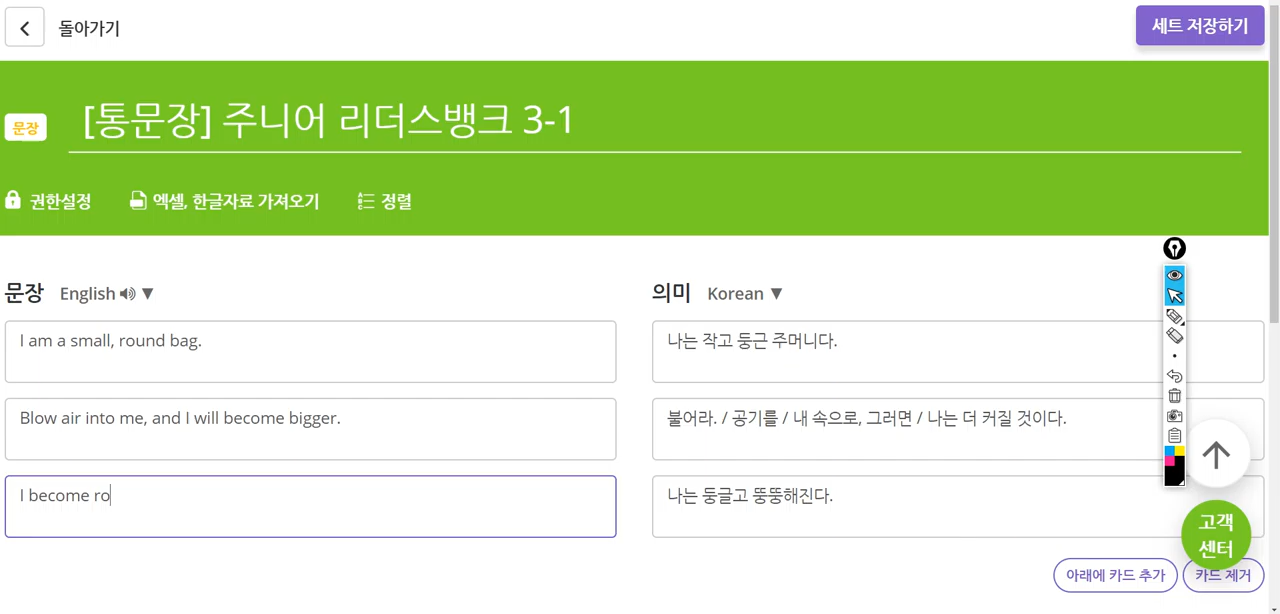 돌아가기
세트 저장하기
문장
[통문장] 주니어 리더스뱅크 3-1
권한설정
엑셀, 한글자료 가져오기
정렬
문장 English
의미 Korean
I am a small, round bag.
나는 작고 둥근 주머니다.
Blow air into me, and I will become bigger.
불어라. / 공기를 / 내 속으로, 그러면 / 나는 더 커질 것이다.
I become ro
나는 둥글고 뚱뚱해진다.
고객
센터
아래에 카드 추가
카드 제거